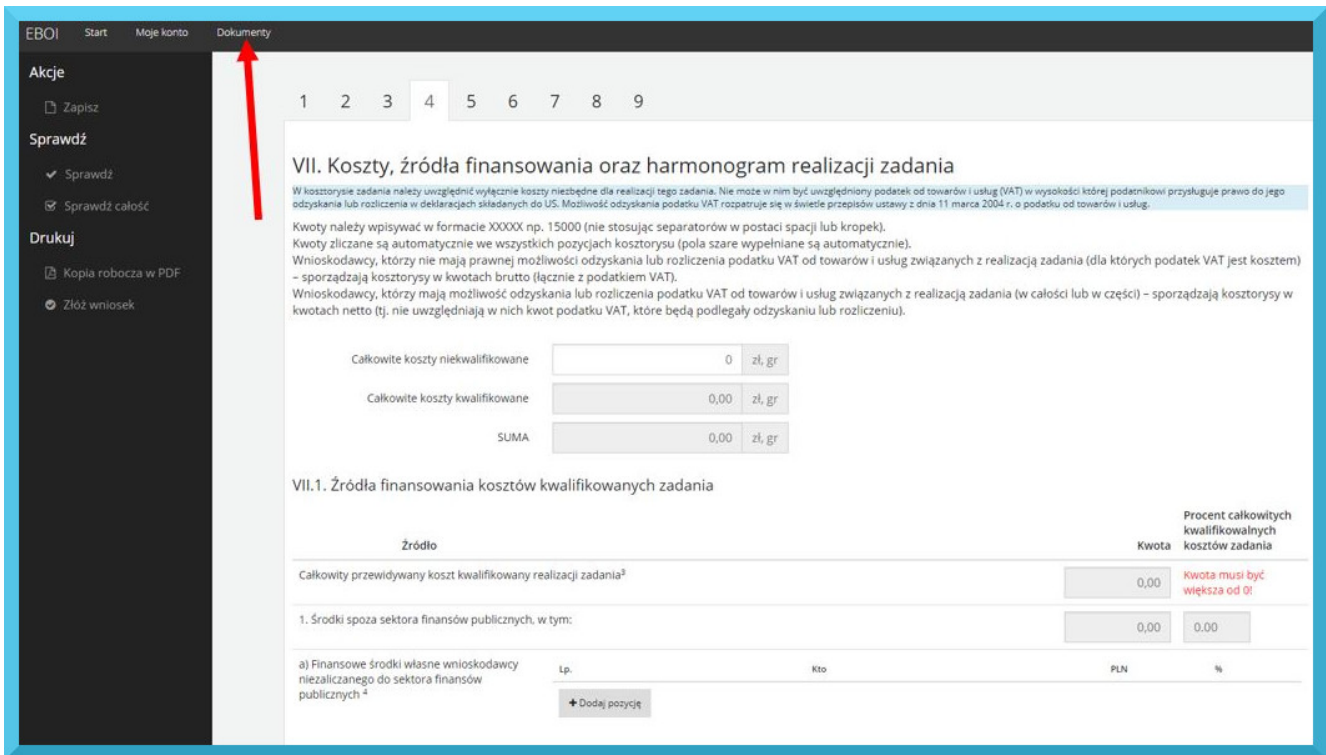 EBOI Start Moje konto Dokumenty
Akcje
Zapisz
Sprawdź
Sprawdź
Sprawdź całość
Drukuj
Kopia robocza w PDF
Złóż wniosek
1 2 3 4 5 6 7 8 9
VII. Koszty, źródła finansowania oraz harmonogram realizacji zadania
W kosztorysie zadania należy uwzględnić wyłącznie koszty niezbędne dla realizacji tego zadania. Nie może w nim być uwzględniony podatek od towarów i usług (VAT) w wysokości której podatnikowi przysługuje prawo do jego
odzyskania lub rozliczenia w deklaracjach składanych do US. Możliwość odzyskania podatku VAT rozpatruje się w świetle przepisów ustawy z dnia 11 marca 2004 r. o podatku od towarów i usług.
Kwoty należy wpisywać w formacie XXXXX np. 15000 (nie stosując separatorów w postaci spacji lub kropek).
Kwoty zliczane są automatycznie we wszystkich pozycjach kosztorysu (pola szare wypełniane są automatycznie).
Wnioskodawcy, którzy nie mają prawnej możliwości odzyskania lub rozliczenia podatku VAT od towarów i usług związanych z realizacją zadania (dla których podatek VAT jest kosztem)
– sporządzają kosztorysy w kwotach brutto (łącznie z podatkiem VAT).
Wnioskodawcy, którzy mają możliwość odzyskania lub rozliczenia podatku VAT od towarów i usług związanych z realizacją zadania (w całości lub w części) – sporządzają kosztorysy w
kwotach netto (tj. nie uwzględniają w nich kwot podatku VAT, które będą podlegały odzyskaniu lub rozliczeniu).
Całkowite koszty niekwalifikowane 0 zł, gr
Całkowite koszty kwalifikowane 0,00 zł, gr
SUMA 0,00 zł, gr
VII.1. Źródła finansowania kosztów kwalifikowanych zadania
Źródło Kwota Procent całkowitych
kwalifikowalnych
kosztów zadania
Całkowity przewidywany koszt kwalifikowany realizacji zadania³ 0,00 Kwota musi być
większa od 0!
1. Środki spoza sektora finansów publicznych, w tym: 0,00 0.00
a) Finansowe środki własne wnioskodawcy
niezaliczanego do sektora finansów
publicznych ⁴
Lp. Kto PLN %
+ Dodaj pozycję